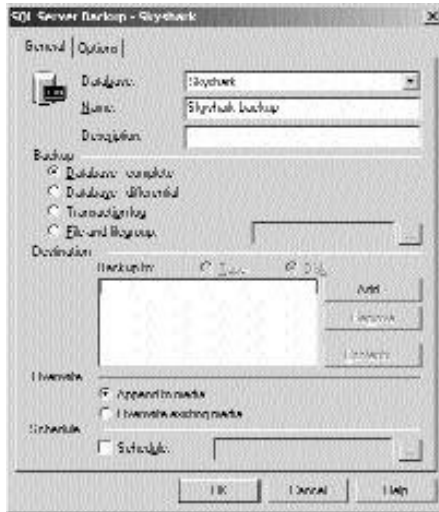 SQL Server Backup - Skyshark
General Options
Database: Skyshark
Name: Skyshark backup
Description:
Backup
Database - complete
Database - differential
Transaction log
File and filegroup: ...
Destination
Backup to: Tape Disk
Add...
Remove
Contents...
Overwrite
Append to media
Overwrite existing media
Schedule
Schedule: ...
OK Cancel Help